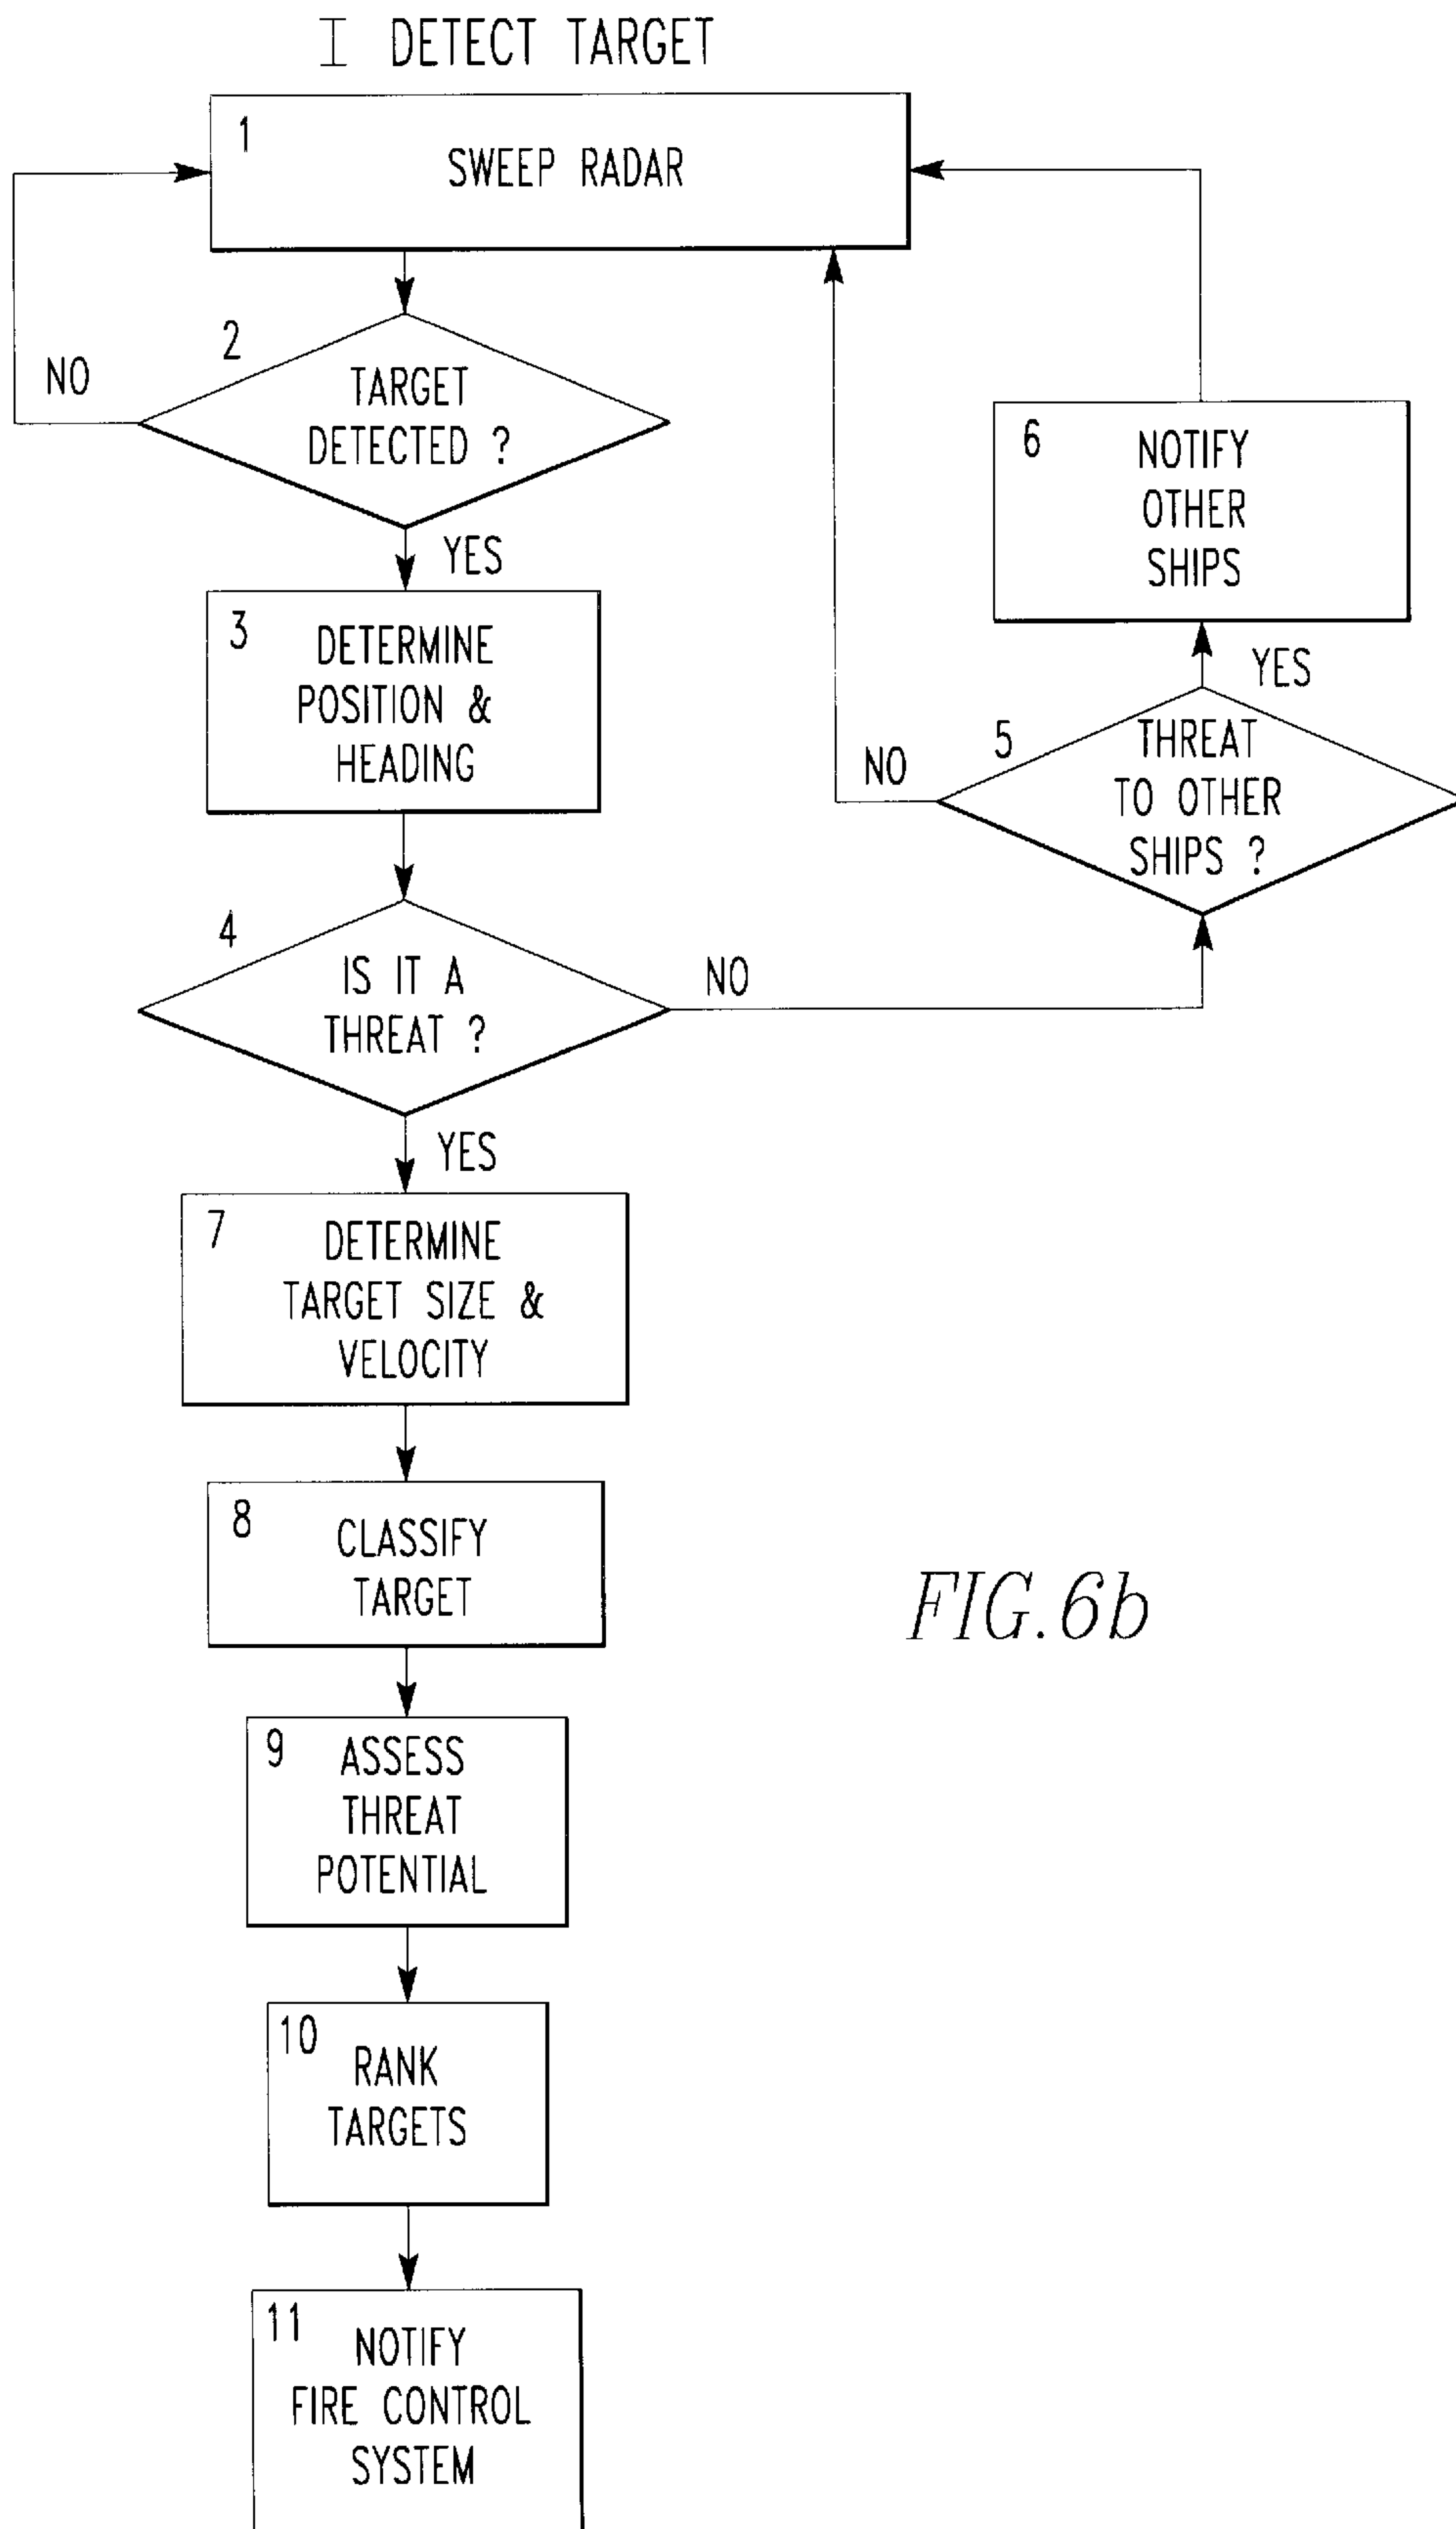 I DETECT TARGET
1
SWEEP RADAR
2
TARGET
DETECTED ?
NO
YES
3
DETERMINE
POSITION &
HEADING
4
IS IT A
THREAT ?
NO
5
THREAT
TO OTHER
SHIPS ?
NO
YES
6
NOTIFY
OTHER
SHIPS
YES
7
DETERMINE
TARGET SIZE &
VELOCITY
8
CLASSIFY
TARGET
9
ASSESS
THREAT
POTENTIAL
10
RANK
TARGETS
11
NOTIFY
FIRE CONTROL
SYSTEM
FIG.6b